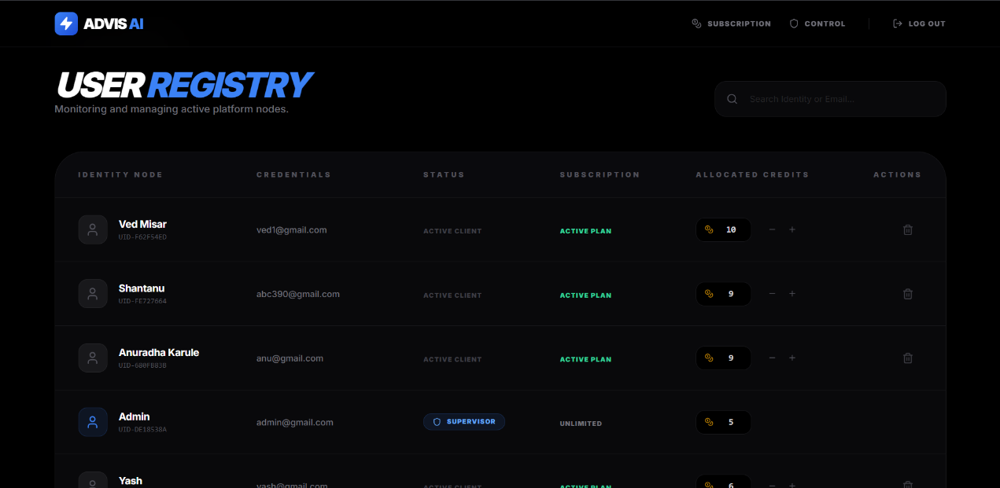 ADVIS AI
SUBSCRIPTION CONTROL LOG OUT
USER REGISTRY
Monitoring and managing active platform nodes.
Search Identity or Email...
IDENTITY NODE CREDENTIALS STATUS SUBSCRIPTION ALLOCATED CREDITS ACTIONS
Ved Misar
UID-F62F54ED
ved1@gmail.com ACTIVE CLIENT ACTIVE PLAN 10 − +
Shantanu
UID-FE727664
abc390@gmail.com ACTIVE CLIENT ACTIVE PLAN 9 − +
Anuradha Karule
UID-680FB83B
anu@gmail.com ACTIVE CLIENT ACTIVE PLAN 9 − +
Admin
UID-DE18538A
admin@gmail.com SUPERVISOR UNLIMITED 5
Yash
yash@gmail.com ACTIVE CLIENT ACTIVE PLAN 6 − +